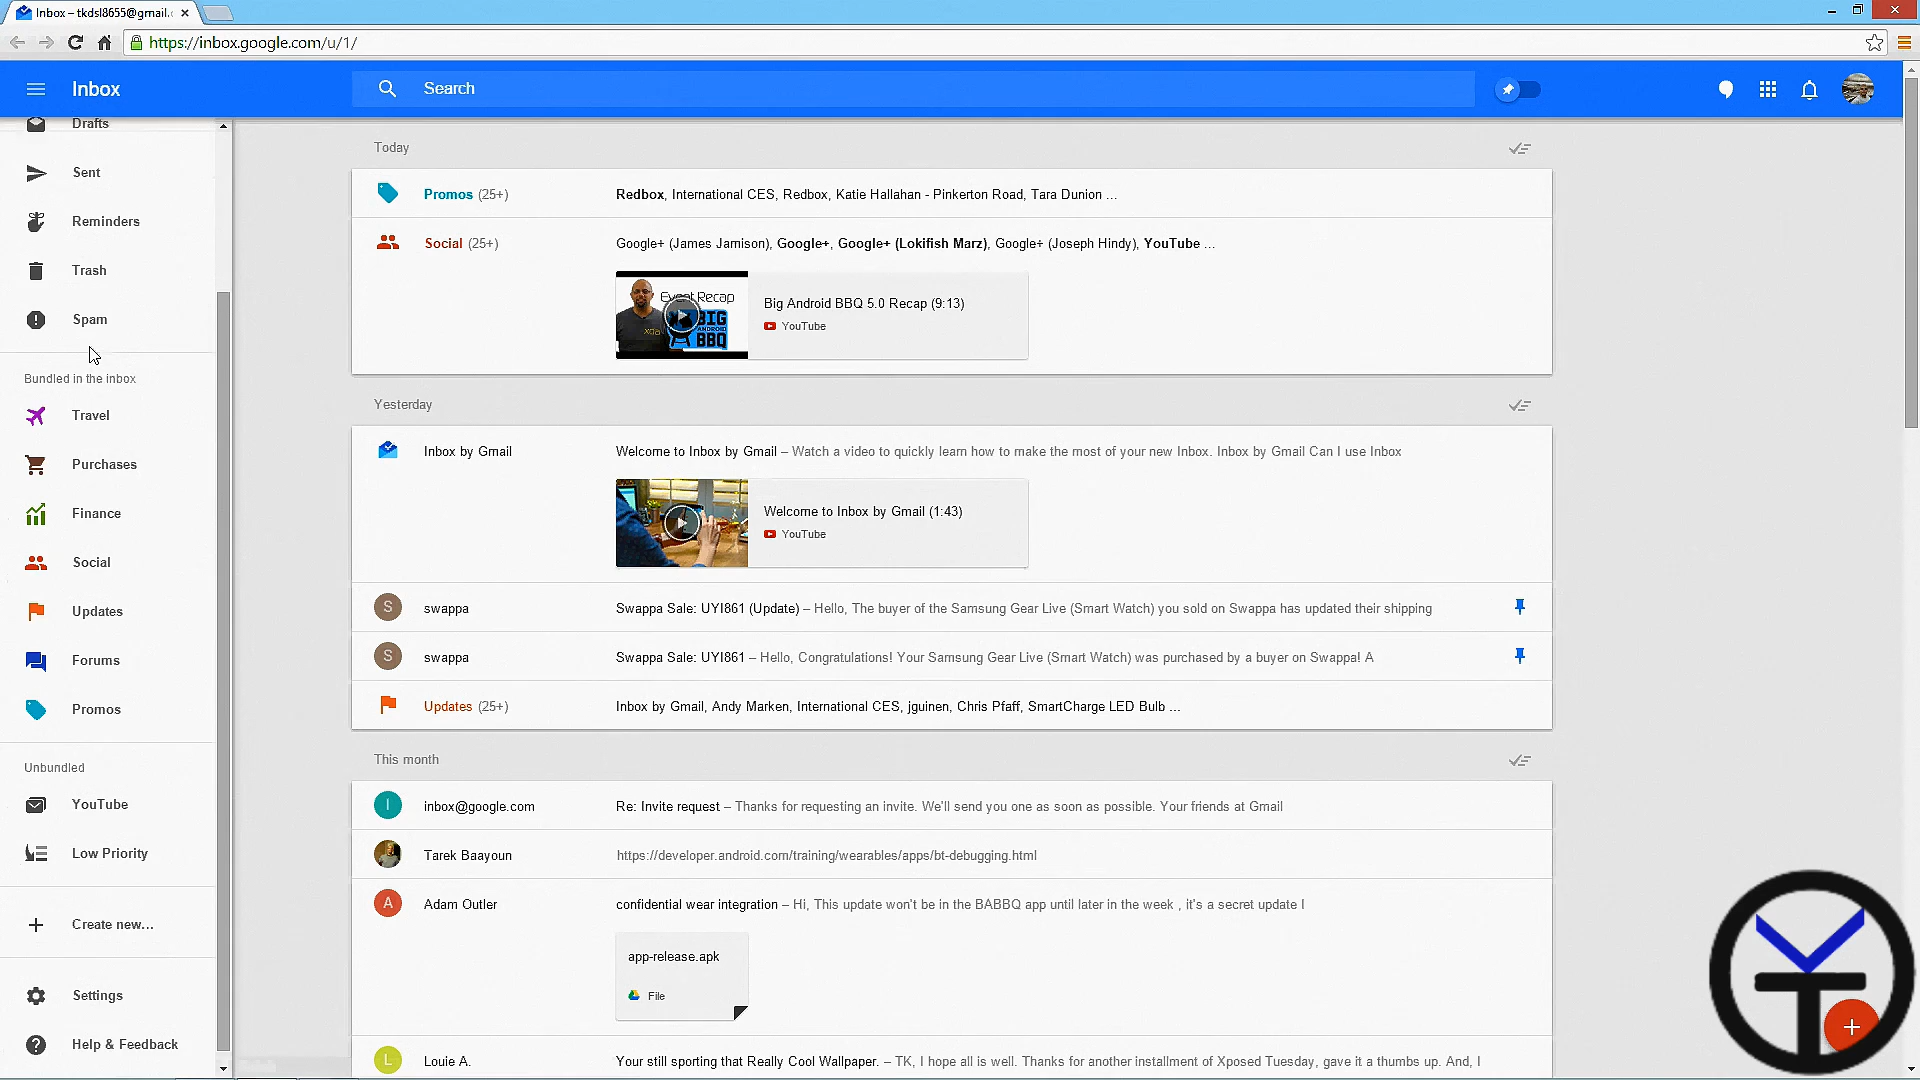 Inbox – tkdsl8655@gmail.c
https://inbox.google.com/u/1/
Inbox
Search
Drafts
Sent
Reminders
Trash
Spam
Bundled in the inbox
Travel
Purchases
Finance
Social
Updates
Forums
Promos
Unbundled
YouTube
Low Priority
Create new...
Settings
Help & Feedback
Today
Promos (25+) Redbox, International CES, Redbox, Katie Hallahan - Pinkerton Road, Tara Dunion ...
Social (25+) Google+ (James Jamison), Google+, Google+ (Lokifish Marz), Google+ (Joseph Hindy), YouTube ...
Event Recap
xda
BIG
ANDROID
BBQ
Big Android BBQ 5.0 Recap (9:13)
YouTube
Yesterday
Inbox by Gmail Welcome to Inbox by Gmail – Watch a video to quickly learn how to make the most of your new Inbox. Inbox by Gmail Can I use Inbox
Welcome to Inbox by Gmail (1:43)
YouTube
S swappa Swappa Sale: UYI861 (Update) – Hello, The buyer of the Samsung Gear Live (Smart Watch) you sold on Swappa has updated their shipping
S swappa Swappa Sale: UYI861 – Hello, Congratulations! Your Samsung Gear Live (Smart Watch) was purchased by a buyer on Swappa! A
Updates (25+) Inbox by Gmail, Andy Marken, International CES, jguinen, Chris Pfaff, SmartCharge LED Bulb ...
This month
I inbox@google.com Re: Invite request – Thanks for requesting an invite. We'll send you one as soon as possible. Your friends at Gmail
Tarek Baayoun https://developer.android.com/training/wearables/apps/bt-debugging.html
A Adam Outler confidential wear integration – Hi, This update won't be in the BABBQ app until later in the week , it's a secret update I
app-release.apk
File
L Louie A. Your still sporting that Really Cool Wallpaper. – TK, I hope all is well. Thanks for another installment of Xposed Tuesday, gave it a thumbs up. And, I